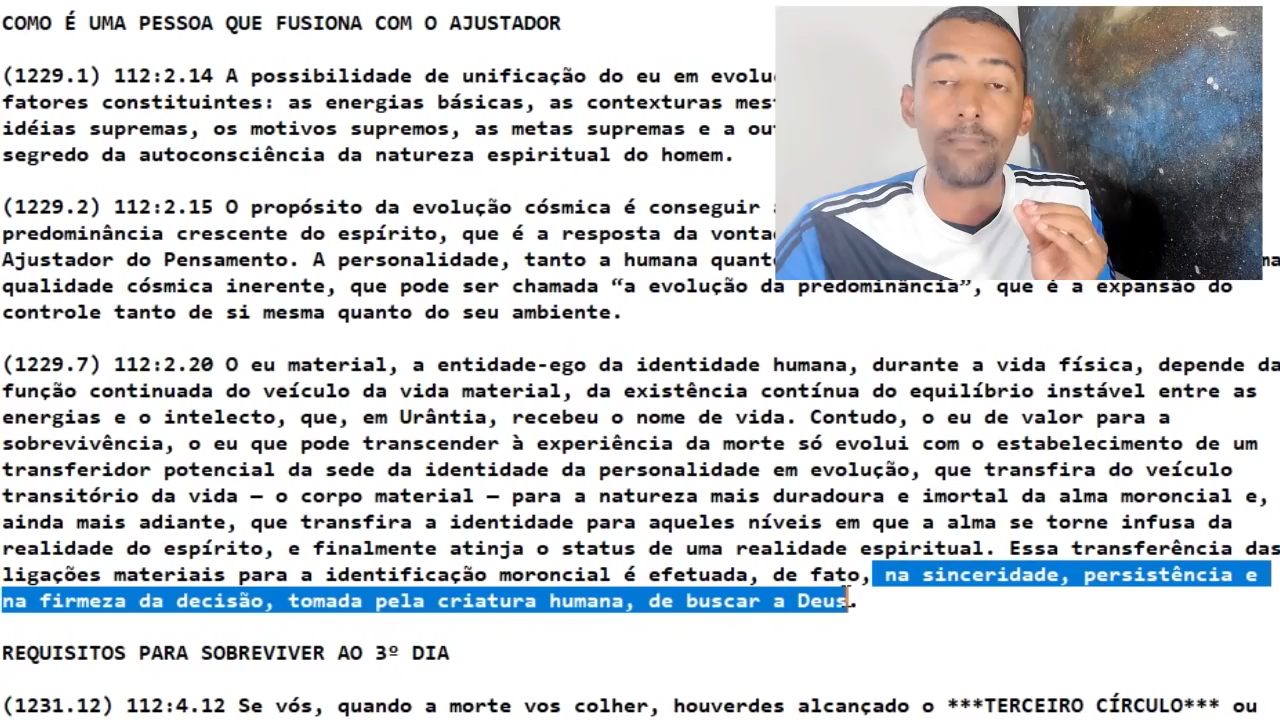 COMO É UMA PESSOA QUE FUSIONA COM O AJUSTADOR
(1229.1) 112:2.14 A possibilidade de unificação do eu em
fatores constituintes: as energias básicas, as contexturas
idéias supremas, os motivos supremos, as metas supremas e a
segredo da autoconsciência da natureza espiritual do homem.
(1229.2) 112:2.15 O propósito da evolução cósmica é conseguir
predominância crescente do espírito, que é a resposta da
Ajustador do Pensamento. A personalidade, tanto a humana
qualidade cósmica inerente, que pode ser chamada “a evolução da predominância”, que é a expansão do
controle tanto de si mesma quanto do seu ambiente.
(1229.7) 112:2.20 O eu material, a entidade-ego da identidade humana, durante a vida física, depende da
função continuada do veículo da vida material, da existência contínua do equilíbrio instável entre as
energias e o intelecto, que, em Urântia, recebeu o nome de vida. Contudo, o eu de valor para a
sobrevivência, o eu que pode transcender à experiência da morte só evolui com o estabelecimento de um
transferidor potencial da sede da identidade da personalidade em evolução, que transfira do veículo
transitório da vida — o corpo material — para a natureza mais duradoura e imortal da alma moroncial e,
ainda mais adiante, que transfira a identidade para aqueles níveis em que a alma se torne infusa da
realidade do espírito, e finalmente atinja o status de uma realidade espiritual. Essa transferência das
ligações materiais para a identificação moroncial é efetuada, de fato, na sinceridade, persistência e
na firmeza da decisão, tomada pela criatura humana, de buscar a Deus.
REQUISITOS PARA SOBREVIVER AO 3º DIA
(1231.12) 112:4.12 Se vós, quando a morte vos colher, houverdes alcançado o ***TERCEIRO CÍRCULO*** ou